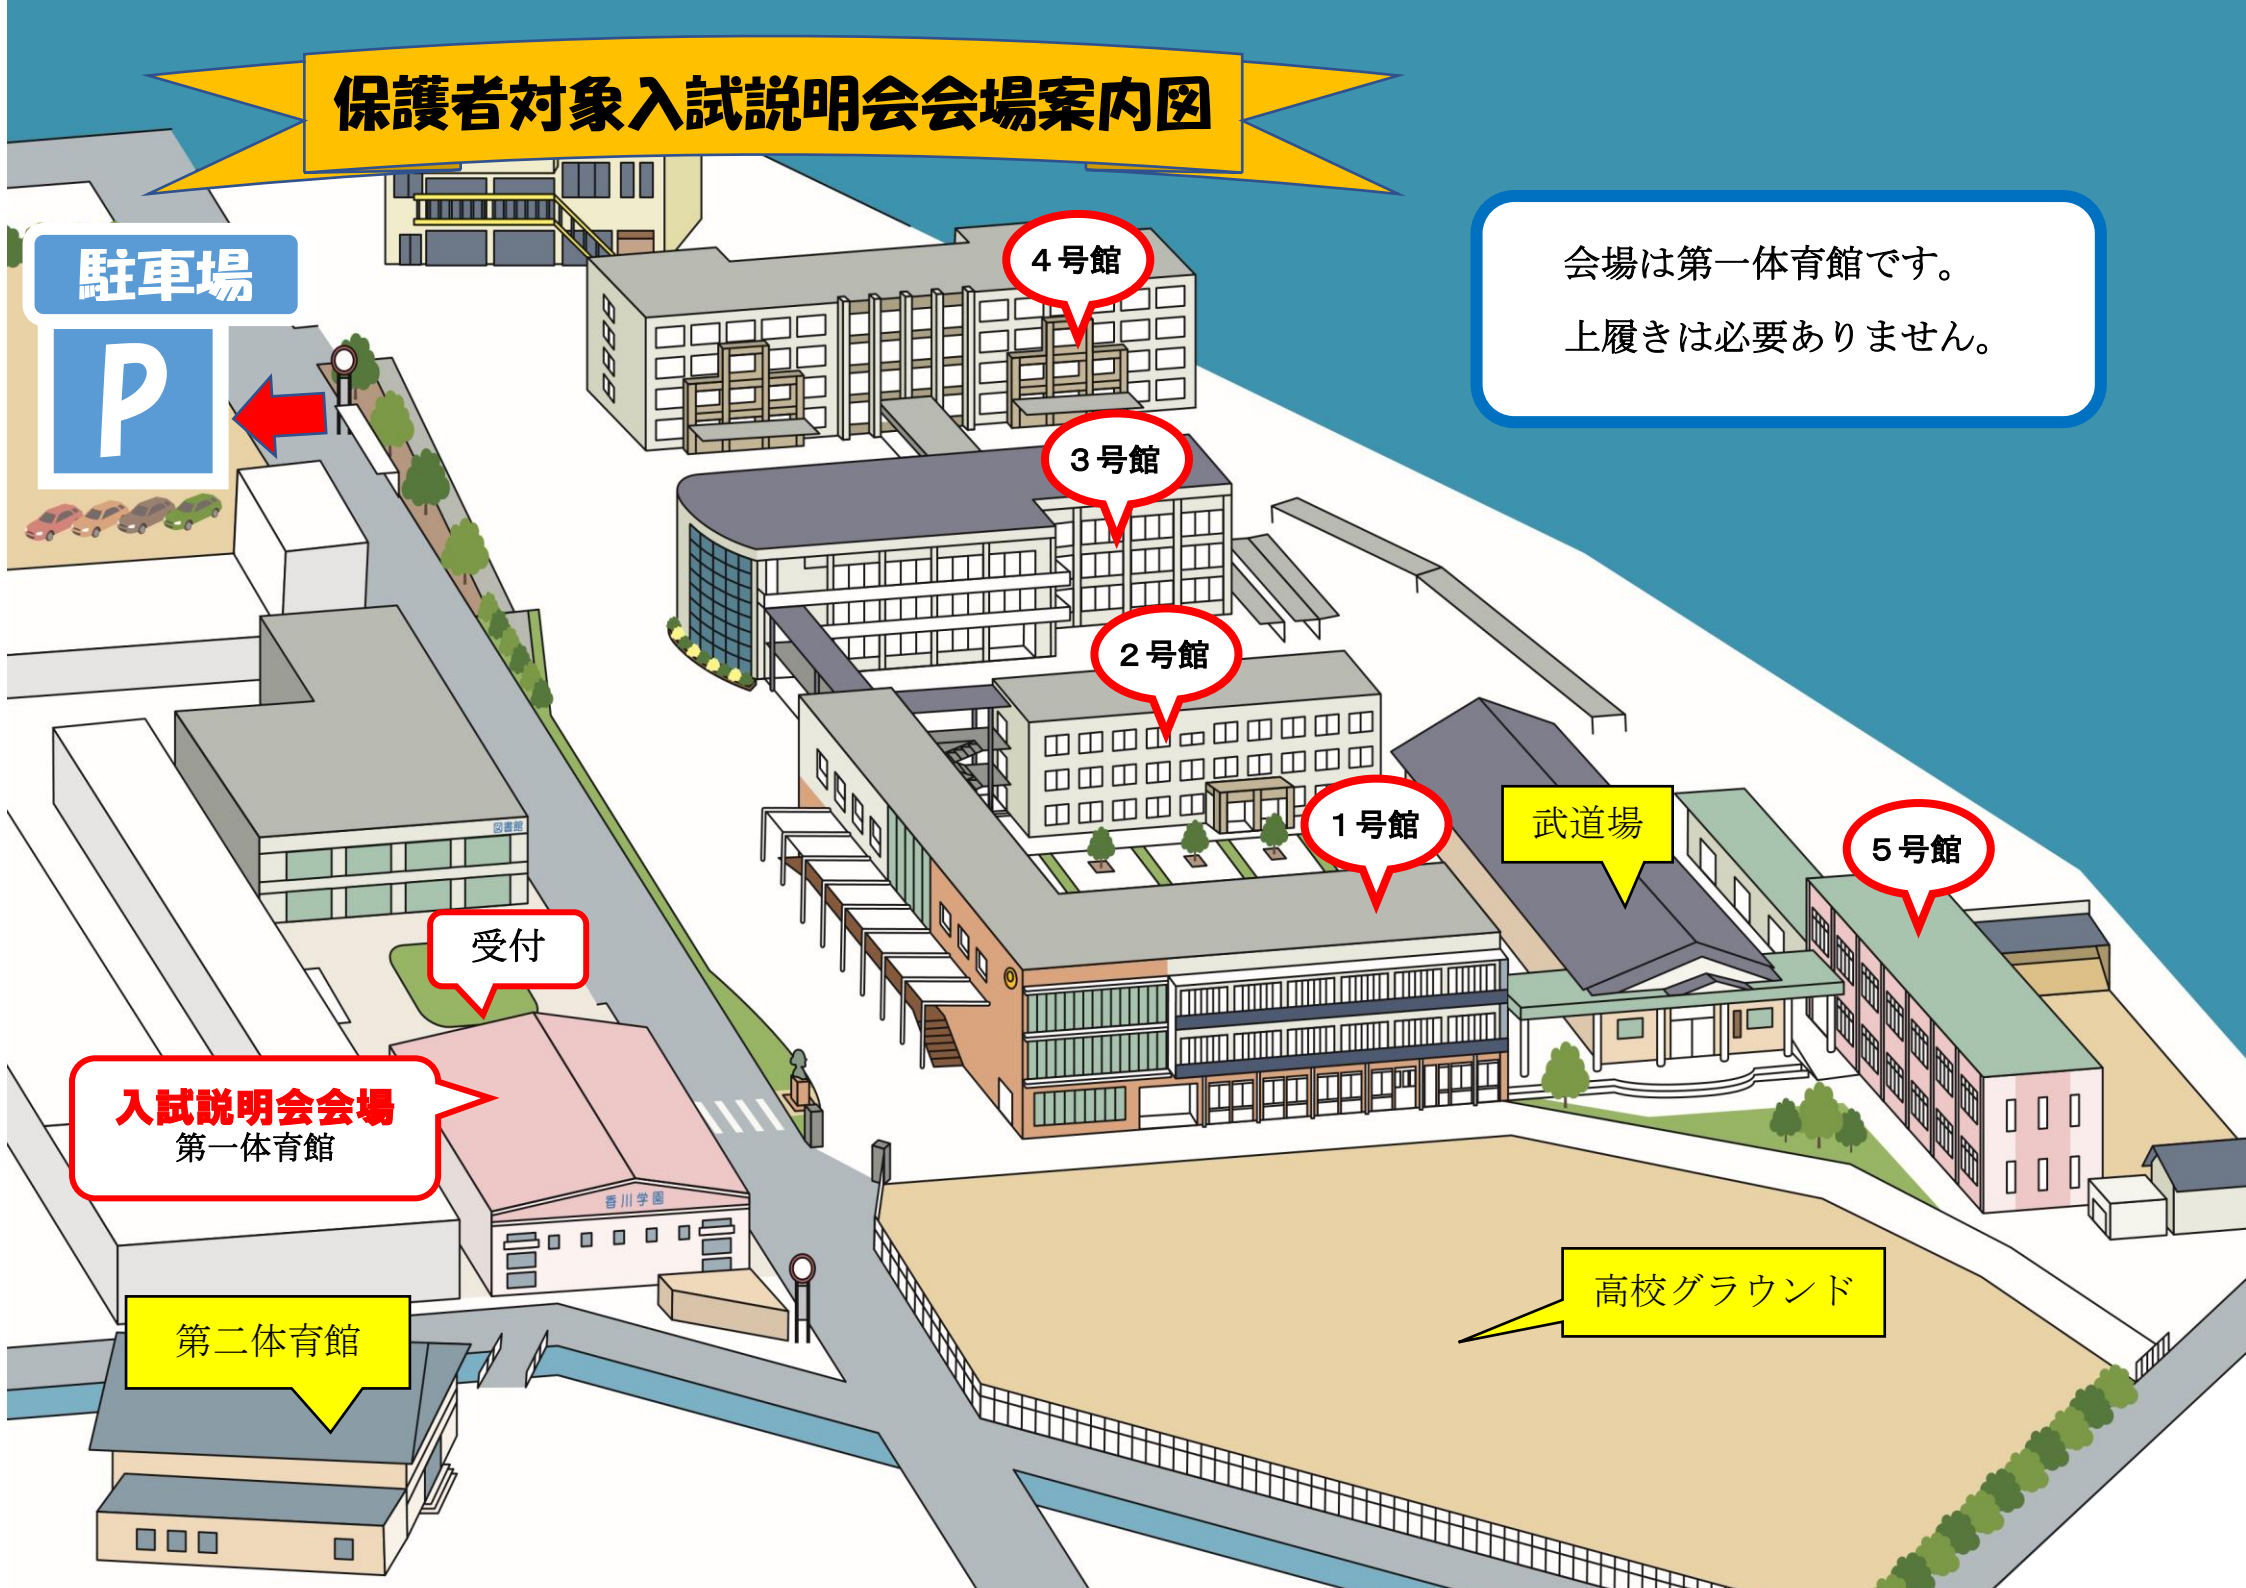 保護者対象入試説明会会場案内図
会場は第一体育館です。
上履きは必要ありません。
駐車場
P
4号館
3号館
2号館
1号館
武道場
5号館
図書館
受付
入試説明会会場
第一体育館
香川学園
高校グラウンド
第二体育館